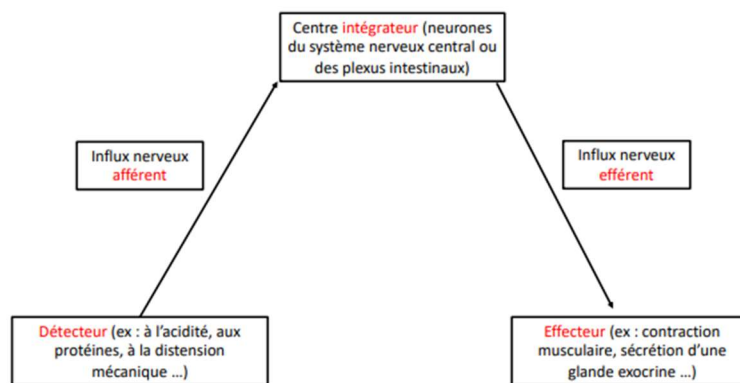 Centre intégrateur (neurones
du système nerveux central ou
des plexus intestinaux)
Influx nerveux
afférent
Influx nerveux
efférent
Détecteur (ex : à l'acidité, aux
protéines, à la distension
mécanique ...)
Effecteur (ex : contraction
musculaire, sécrétion d'une
glande exocrine ...)